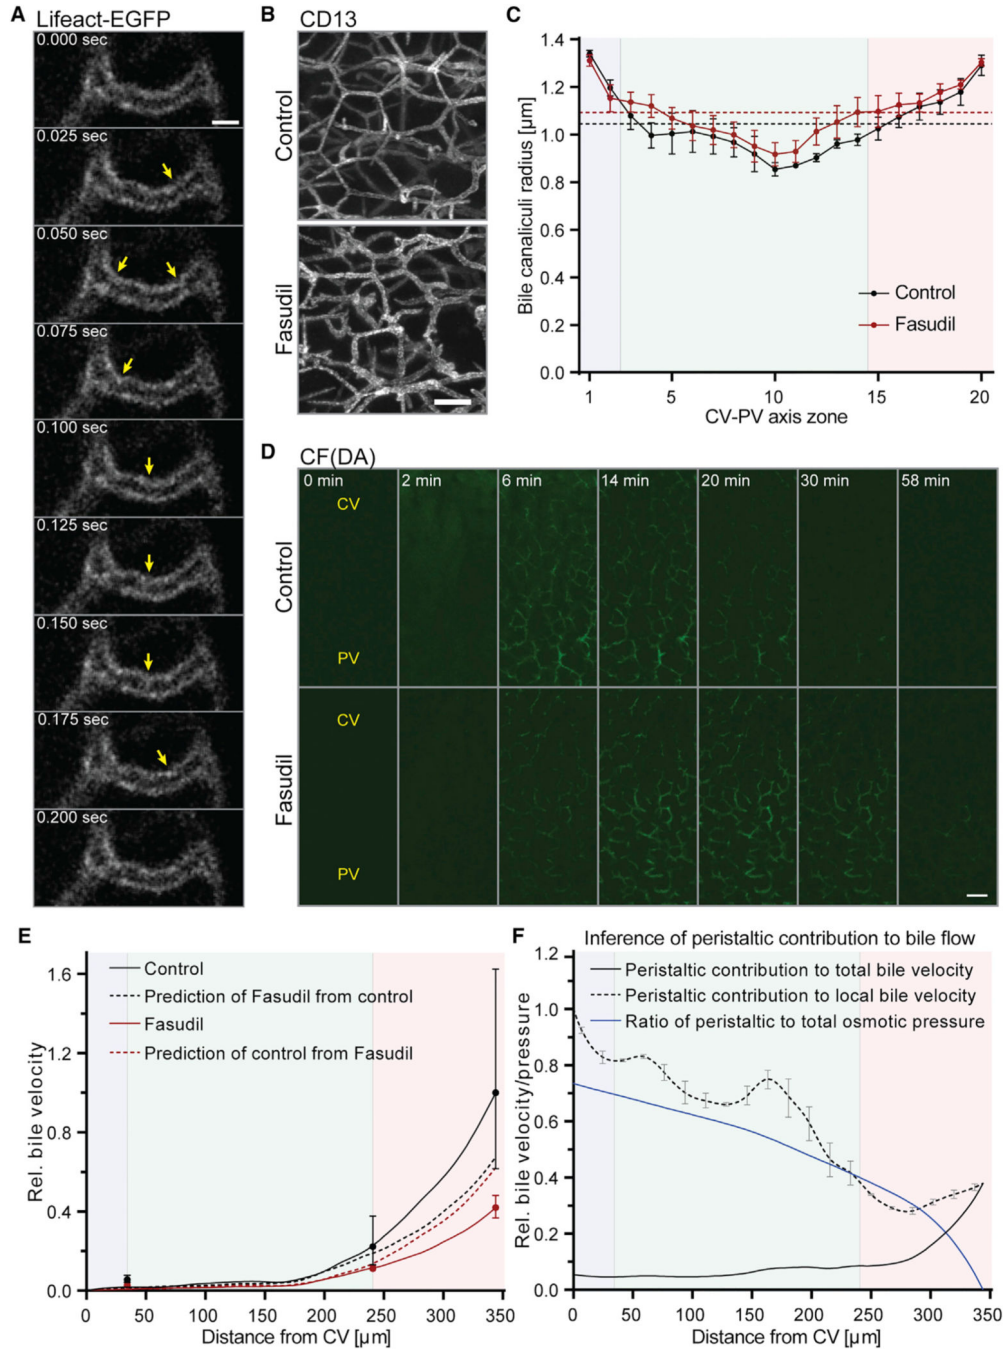 A Lifeact-EGFP
0.000 sec
0.025 sec
0.050 sec
0.075 sec
0.100 sec
0.125 sec
0.150 sec
0.175 sec
0.200 sec
B CD13
Control
Fasudil
C
Bile canaliculi radius [µm]
1.4
1.2
1.0
0.8
0.6
0.4
0.2
0.0
Control
Fasudil
1 5 10 15 20
CV-PV axis zone
D CF(DA)
0 min 2 min 6 min 14 min 20 min 30 min 58 min
Control
CV
PV
Fasudil
CV
PV
E
Rel. bile velocity
1.6
1.2
0.8
0.4
0.0
Control
Prediction of Fasudil from control
Fasudil
Prediction of control from Fasudil
0 50 100 150 200 250 300 350
Distance from CV [µm]
F Inference of peristaltic contribution to bile flow
Rel. bile velocity/pressure
1.2
1.0
0.8
0.6
0.4
0.2
0.0
Peristaltic contribution to total bile velocity
Peristaltic contribution to local bile velocity
Ratio of peristaltic to total osmotic pressure
0 50 100 150 200 250 300 350
Distance from CV [µm]